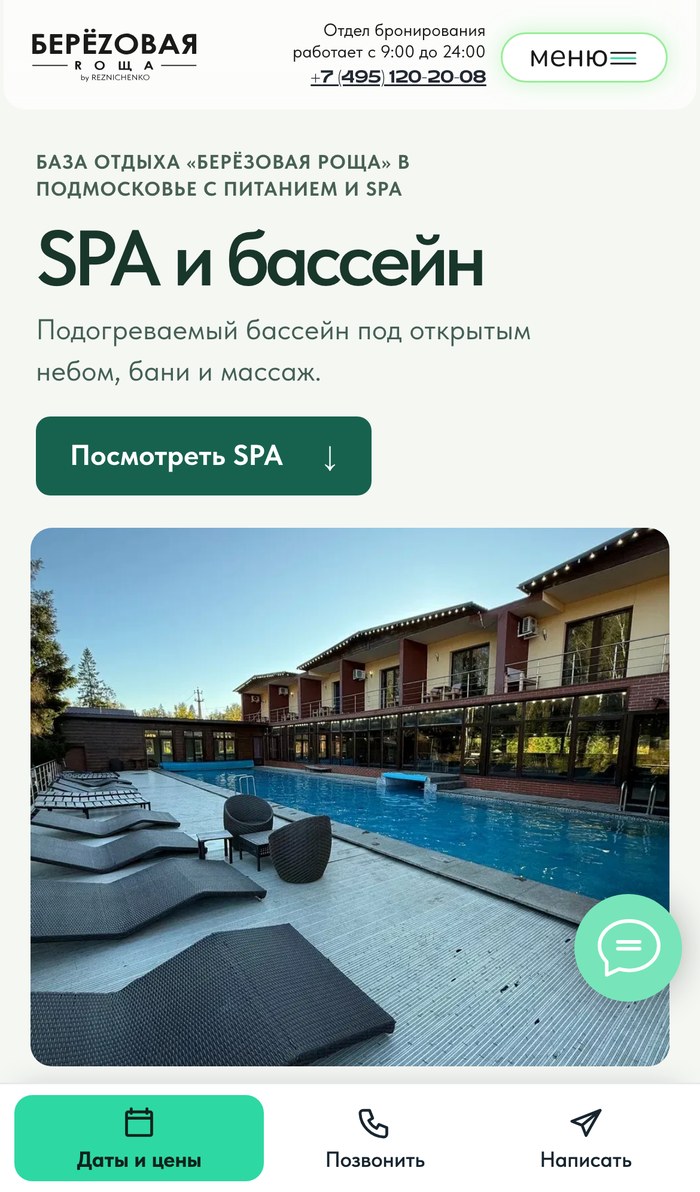 БЕРЁZОВАЯ
РОЩА
by REZNICHENKO
Отдел бронирования
работает с 9:00 до 24:00
+7 (495) 120-20-08
меню
БАЗА ОТДЫХА «БЕРЁЗОВАЯ РОЩА» В
ПОДМОСКОВЬЕ С ПИТАНИЕМ И SPA
SPA и бассейн
Подогреваемый бассейн под открытым
небом, бани и массаж.
Посмотреть SPA ↓
Даты и цены
Позвонить
Написать